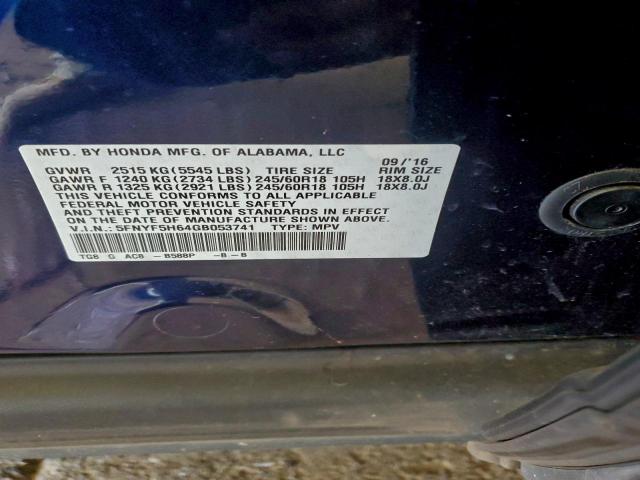 MFD. BY HONDA MFG. OF ALABAMA, LLC 09/'16
GVWR 2515 KG (5545 LBS) TIRE SIZE RIM SIZE
GAWR F 1240 KG (2734 LBS) 245/60R18 105H 18X8.0J
GAWR R 1325 KG (2921 LBS) 245/60R18 105H 18X8.0J
THIS VEHICLE CONFORMS TO ALL APPLICABLE
FEDERAL MOTOR VEHICLE SAFETY
AND THEFT PREVENTION STANDARDS IN EFFECT
ON THE DATE OF MANUFACTURE SHOWN ABOVE.
V.I.N.: 5FNYF5H64GB053741 TYPE: MPV
TG8 G AC8 - B588P -B-B